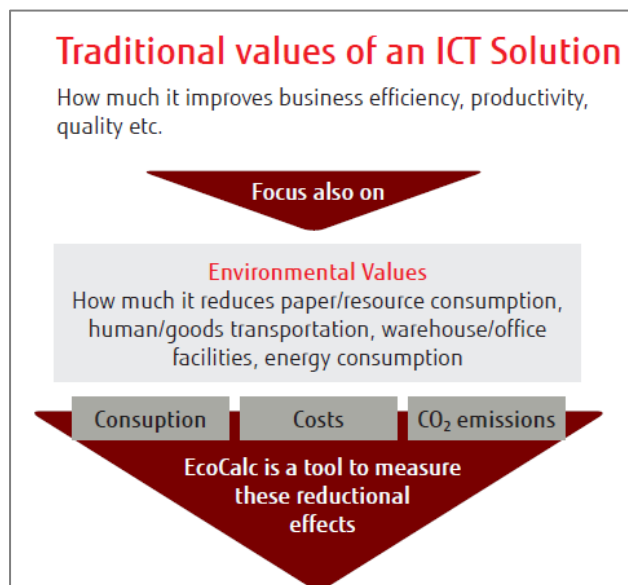 Traditional values of an ICT Solution
How much it improves business efficiency, productivity,
quality etc.
Focus also on
Environmental Values
How much it reduces paper/resource consumption,
human/goods transportation, warehouse/office
facilities, energy consumption
Consuption Costs CO₂ emissions
EcoCalc is a tool to measure
these reductional
effects